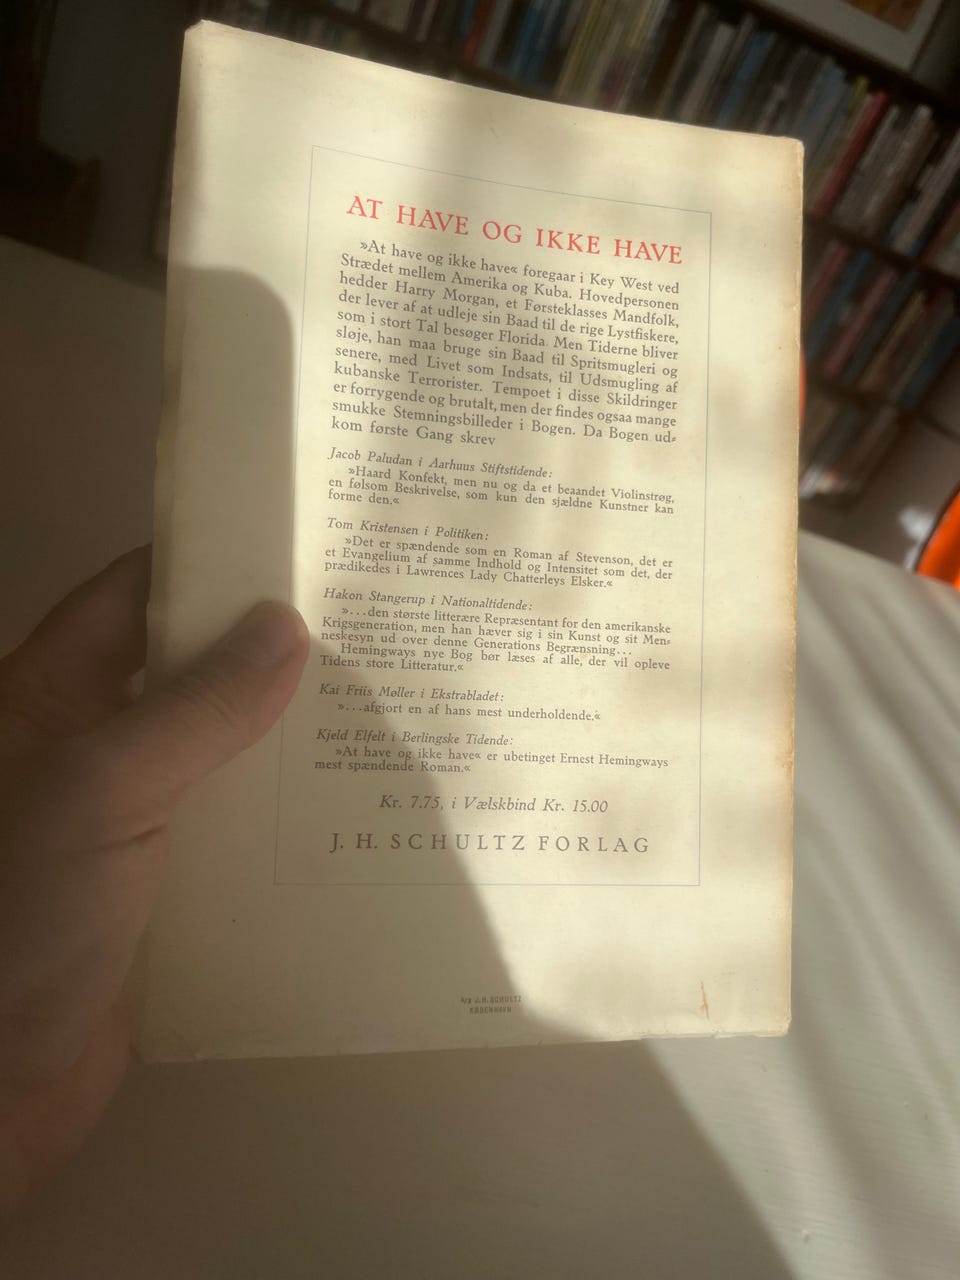 AT HAVE OG IKKE HAVE
»At have og ikke have« foregaar i Key West ved
Strædet mellem Amerika og Kuba. Hovedpersonen
hedder Harry Morgan, et Førsteklasses Mandfolk,
der lever af at udleje sin Baad til de rige Lystfiskere,
som i stort Tal besøger Florida. Men Tiderne bliver
sløje, han maa bruge sin Baad til Spritsmugleri og
senere, med Livet som Indsats, til Udsmugling af
kubanske Terrorister. Tempoet i disse Skildringer
er forrygende og brutalt, men der findes ogsaa mange
smukke Stemningsbilleder i Bogen. Da Bogen ud⸗
kom første Gang skrev
Jacob Paludan i Aarhuus Stiftstidende:
»Haard Konfekt, men nu og da et beaandet Violinstrøg,
en følsom Beskrivelse, som kun den sjældne Kunstner kan
forme den.«
Tom Kristensen i Politiken:
»Det er spændende som en Roman af Stevenson, det er
et Evangelium af samme Indhold og Intensitet som det, der
prædikedes i Lawrences Lady Chatterleys Elsker.«
Hakon Stangerup i Nationaltidende:
»...den største litterære Repræsentant for den amerikanske
Krigsgeneration, men han hæver sig i sin Kunst og sit Men⸗
neskesyn ud over denne Generations Begrænsning...
Hemingways nye Bog bør læses af alle, der vil opleve
Tidens store Litteratur.«
Kai Friis Møller i Ekstrabladet:
»...afgjort en af hans mest underholdende.«
Kjeld Elfelt i Berlingske Tidende:
»At have og ikke have« er ubetinget Ernest Hemingways
mest spændende Roman.«
Kr. 7.75, i Vælskbind Kr. 15.00
J. H. SCHULTZ FORLAG
A/S J.H. SCHULTZ
KØBENHAVN